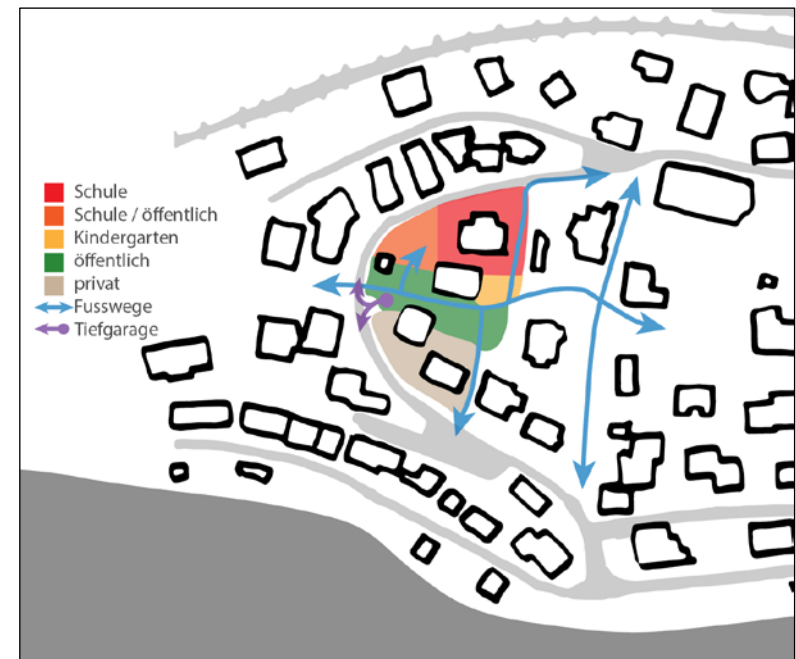 Schule
Schule / öffentlich
Kindergarten
öffentlich
privat
Fusswege
Tiefgarage